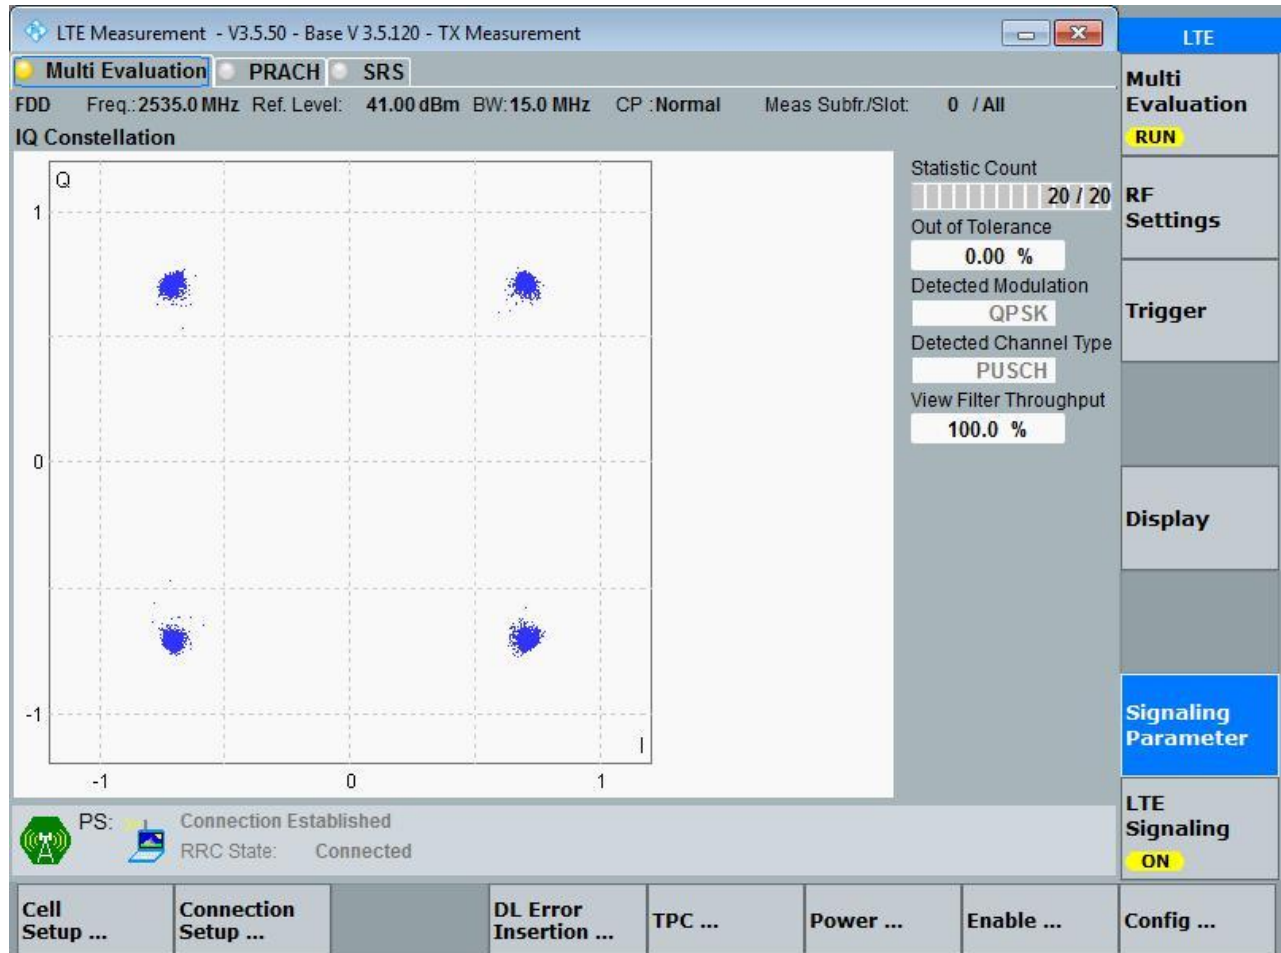 LTE Measurement - V3.5.50 - Base V 3.5.120 - TX Measurement
LTE
Multi Evaluation PRACH SRS
FDD Freq.: 2535.0 MHz Ref. Level: 41.00 dBm BW: 15.0 MHz CP : Normal Meas Subfr./Slot: 0 / All
IQ Constellation
Q
1
0
-1
I
-1 0 1
Statistic Count
20 / 20
Out of Tolerance
0.00 %
Detected Modulation
QPSK
Detected Channel Type
PUSCH
View Filter Throughput
100.0 %
Multi
Evaluation
RUN
RF
Settings
Trigger
Display
Signaling
Parameter
LTE
Signaling
ON
PS: Connection Established
RRC State: Connected
Cell
Setup ...
Connection
Setup ...
DL Error
Insertion ...
TPC ...
Power ...
Enable ...
Config ...